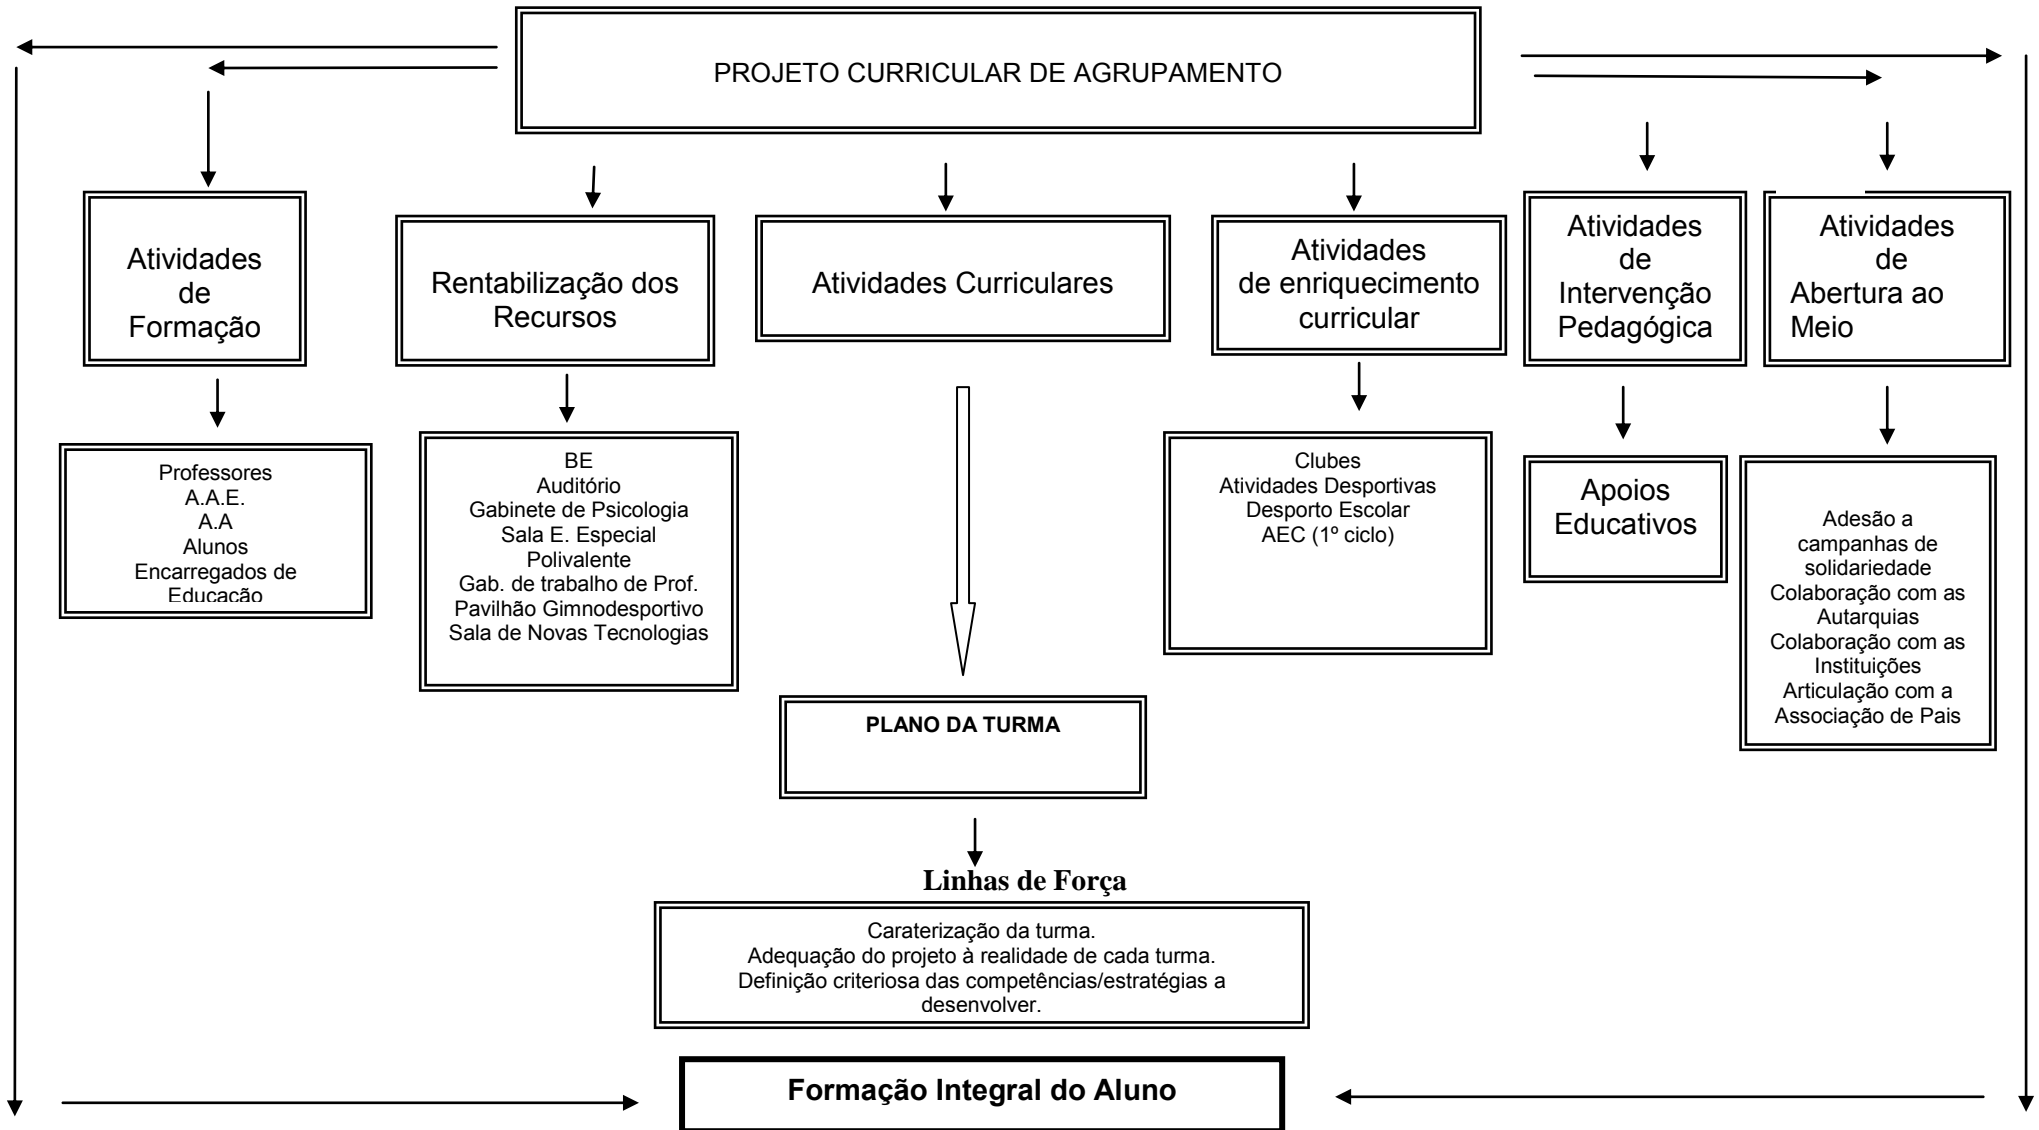 PROJETO CURRICULAR DE AGRUPAMENTO
Atividades
de
Formação
Rentabilização dos
Recursos
Atividades Curriculares
Atividades
de enriquecimento
curricular
Atividades
de
Intervenção
Pedagógica
Atividades
de
Abertura ao
Meio
Professores
A.A.E.
A.A
Alunos
Encarregados de
Educação
BE
Auditório
Gabinete de Psicologia
Sala E. Especial
Polivalente
Gab. de trabalho de Prof.
Pavilhão Gimnodesportivo
Sala de Novas Tecnologias
Clubes
Atividades Desportivas
Desporto Escolar
AEC (1º ciclo)
Apoios
Educativos
Adesão a
campanhas de
solidariedade
Colaboração com as
Autarquias
Colaboração com as
Instituições
Articulação com a
Associação de Pais
PLANO DA TURMA
Linhas de Força
Caraterização da turma.
Adequação do projeto à realidade de cada turma.
Definição criteriosa das competências/estratégias a
desenvolver.
Formação Integral do Aluno